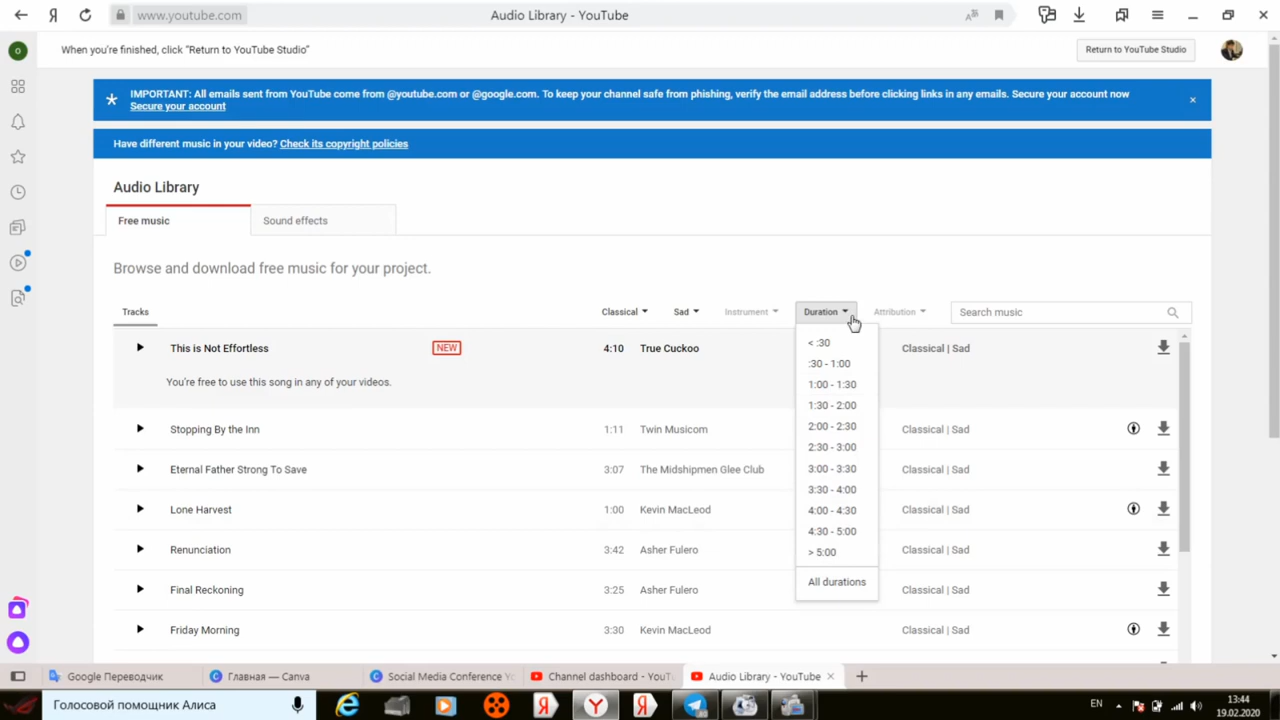 www.youtube.com
Audio Library - YouTube
When you're finished, click "Return to YouTube Studio"
Return to YouTube Studio
IMPORTANT: All emails sent from YouTube come from @youtube.com or @google.com. To keep your channel safe from phishing, verify the email address before clicking links in any emails. Secure your account now
Secure your account
Have different music in your video? Check its copyright policies
Audio Library
Free music
Sound effects
Browse and download free music for your project.
Tracks
Classical
Sad
Instrument
Duration
Attribution
Search music
This is Not Effortless NEW 4:10 True Cuckoo Classical | Sad
You're free to use this song in any of your videos.
Stopping By the Inn 1:11 Twin Musicom Classical | Sad
Eternal Father Strong To Save 3:07 The Midshipmen Glee Club Classical | Sad
Lone Harvest 1:00 Kevin MacLeod Classical | Sad
Renunciation 3:42 Asher Fulero Classical | Sad
Final Reckoning 3:25 Asher Fulero Classical | Sad
Friday Morning 3:30 Kevin MacLeod Classical | Sad
< :30
:30 - 1:00
1:00 - 1:30
1:30 - 2:00
2:00 - 2:30
2:30 - 3:00
3:00 - 3:30
3:30 - 4:00
4:00 - 4:30
4:30 - 5:00
> 5:00
All durations
Google Переводчик
Главная — Canva
Social Media Conference Yo
Channel dashboard - YouT
Audio Library - YouTube
Голосовой помощник Алиса
EN
13:44
19.02.2020